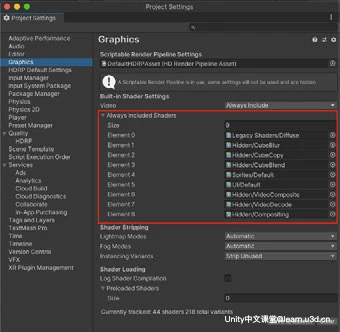 Project Settings
Project Settings
Adaptive Performance
Audio
Editor
Graphics
HDRP Default Settings
Input Manager
Input System Package
Package Manager
Physics
Physics 2D
Player
Preset Manager
Quality
HDRP
Scene Template
Script Execution Order
Services
Ads
Analytics
Cloud Build
Cloud Diagnostics
Collaborate
In-App Purchasing
Tags and Layers
TextMesh Pro
Time
Timeline
Version Control
VFX
XR Plugin Management
Graphics
Scriptable Render Pipeline Settings
DefaultHDRPAsset (HD Render Pipeline Asset)
A Scriptable Render Pipeline is in use, some settings will not be used and are hidden
Built-in Shader Settings
Video Always Include
Always Included Shaders
Size 9
Element 0 Legacy Shaders/Diffuse
Element 1 Hidden/CubeBlur
Element 2 Hidden/CubeCopy
Element 3 Hidden/CubeBlend
Element 4 Sprites/Default
Element 5 UI/Default
Element 6 Hidden/VideoComposite
Element 7 Hidden/VideoDecode
Element 8 Hidden/Compositing
Shader Stripping
Lightmap Modes Automatic
Fog Modes Automatic
Instancing Variants Strip Unused
Shader Loading
Log Shader Compilation
Preloaded Shaders
Size 0
Currently tracked: 44 shaders 218 total variants
Unity中文课堂@learn.u3d.cn